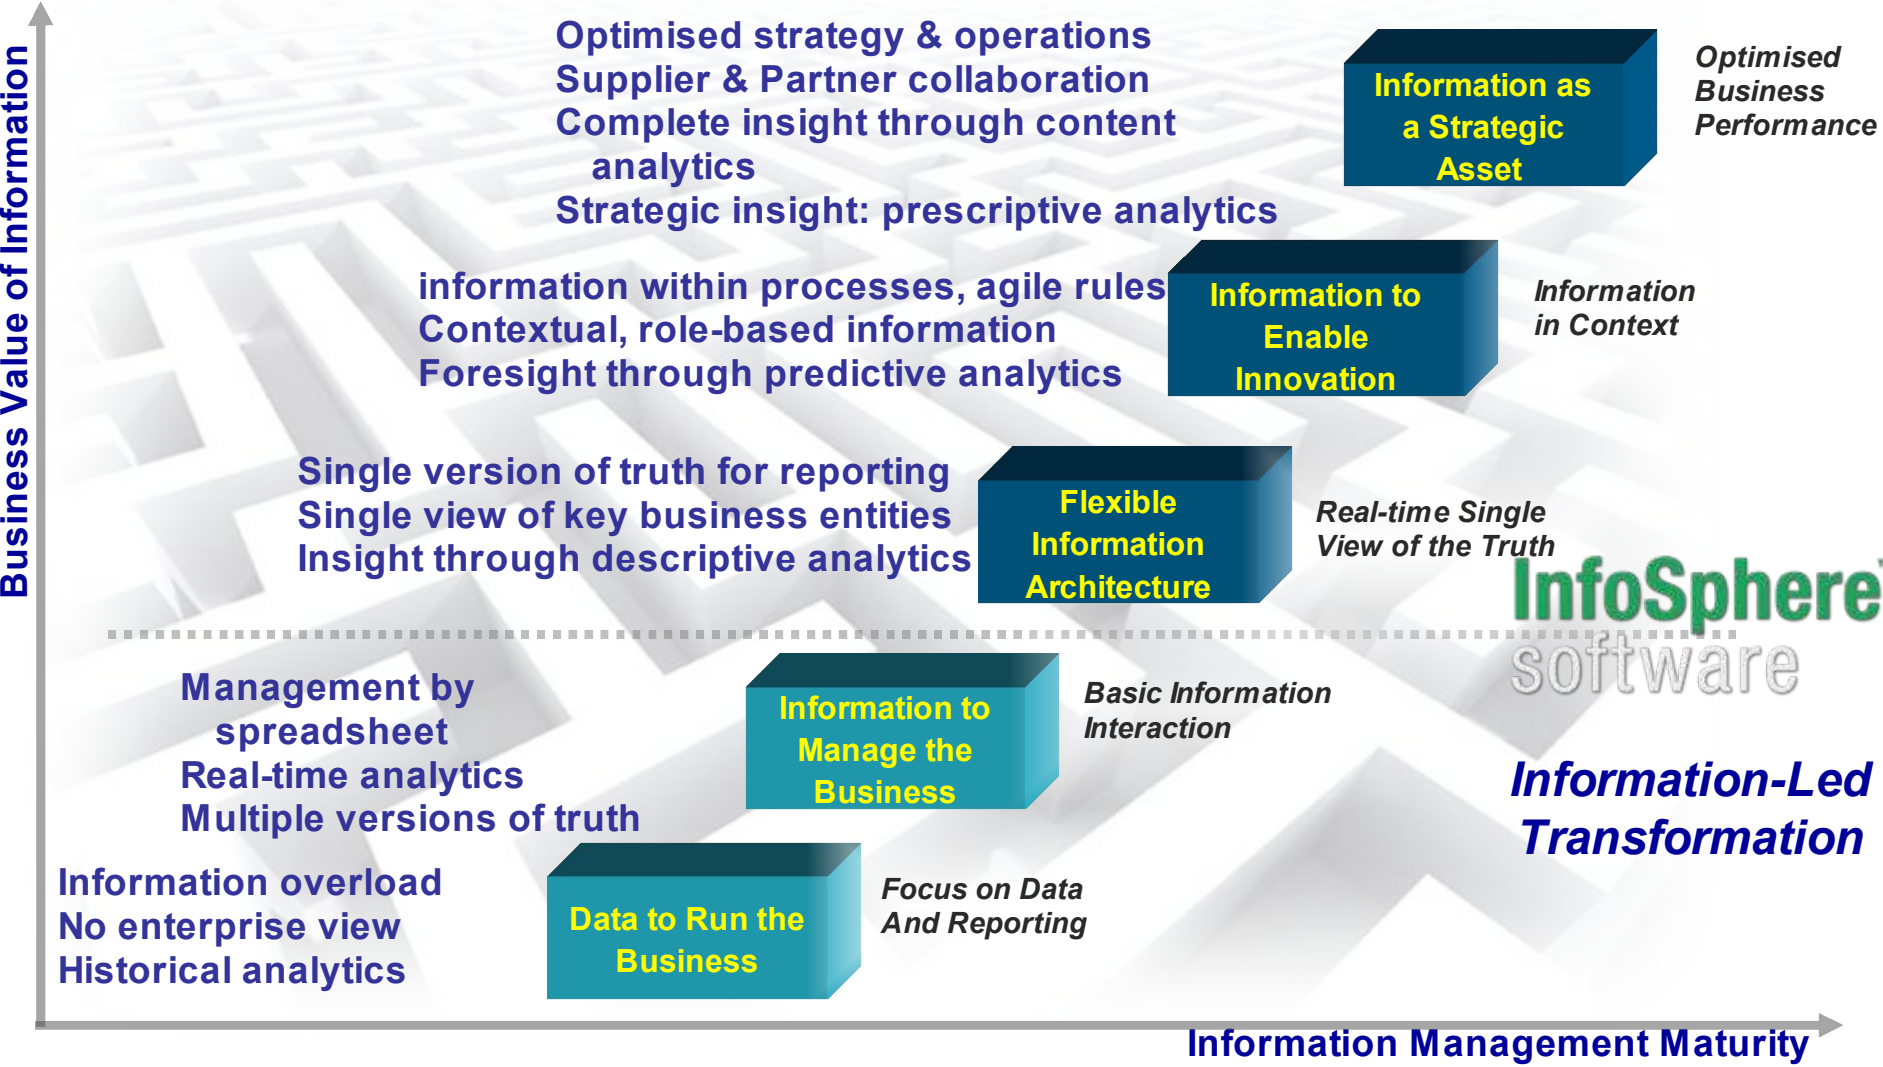 Business Value of Information
Optimised strategy & operations
Supplier & Partner collaboration
Complete insight through content
analytics
Strategic insight: prescriptive analytics
Information as
a Strategic
Asset
Optimised
Business
Performance
information within processes, agile rules
Contextual, role-based information
Foresight through predictive analytics
Information to
Enable
Innovation
Information
in Context
Single version of truth for reporting
Single view of key business entities
Insight through descriptive analytics
Flexible
Information
Architecture
Real-time Single
View of the Truth
InfoSphere
software
Management by
spreadsheet
Real-time analytics
Multiple versions of truth
Information to
Manage the
Business
Basic Information
Interaction
Information-Led
Transformation
Information overload
No enterprise view
Historical analytics
Data to Run the
Business
Focus on Data
And Reporting
Information Management Maturity